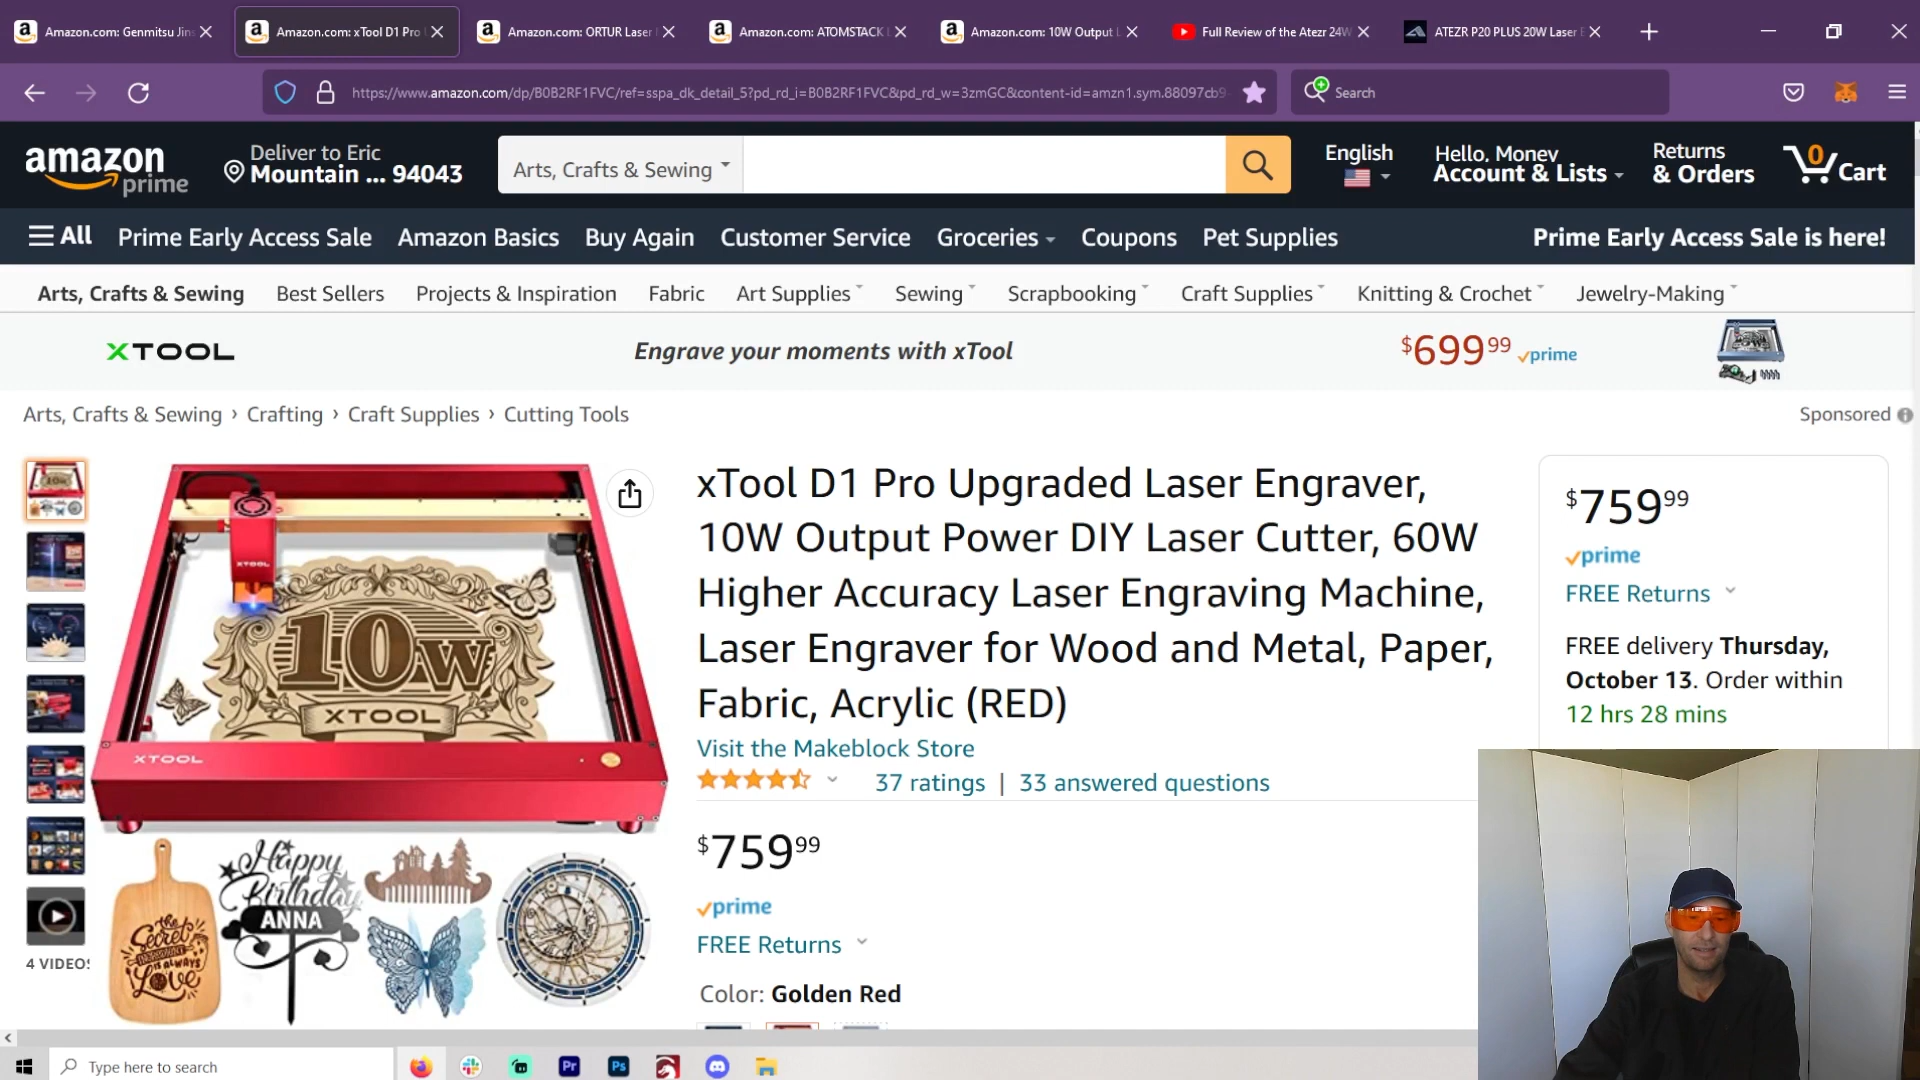 Amazon.com: Genmitsu Jins
Amazon.com: xTool D1 Pro
Amazon.com: ORTUR Laser
Amazon.com: ATOMSTACK
Amazon.com: 10W Output
Full Review of the Atezr 24W
ATEZR P20 PLUS 20W Laser
https://www.amazon.com/dp/B0B2RF1FVC/ref=sspa_dk_detail_5?pd_rd_i=B0B2RF1FVC&pd_rd_w=3zmGC&content-id=amzn1.sym.88097cb9
Search
amazon
prime
Deliver to Eric
Mountain ... 94043
Arts, Crafts & Sewing
English
Hello, Money
Account & Lists
Returns
& Orders
0
Cart
All
Prime Early Access Sale
Amazon Basics
Buy Again
Customer Service
Groceries
Coupons
Pet Supplies
Prime Early Access Sale is here!
Arts, Crafts & Sewing
Best Sellers
Projects & Inspiration
Fabric
Art Supplies
Sewing
Scrapbooking
Craft Supplies
Knitting & Crochet
Jewelry-Making
XTOOL
Engrave your moments with xTool
$699 99
prime
Arts, Crafts & Sewing › Crafting › Craft Supplies › Cutting Tools
Sponsored
xTool D1 Pro Upgraded Laser Engraver,
10W Output Power DIY Laser Cutter, 60W
Higher Accuracy Laser Engraving Machine,
Laser Engraver for Wood and Metal, Paper,
Fabric, Acrylic (RED)
Visit the Makeblock Store
37 ratings | 33 answered questions
$759 99
prime
FREE Returns
Color: Golden Red
$759 99
prime
FREE Returns
FREE delivery Thursday,
October 13. Order within
12 hrs 28 mins
XTOOL
10W
XTOOL
XTOOL
the
Secret
is always
Love
Happy
Birthday
ANNA
4 VIDEOS
Type here to search
Pr
Ps